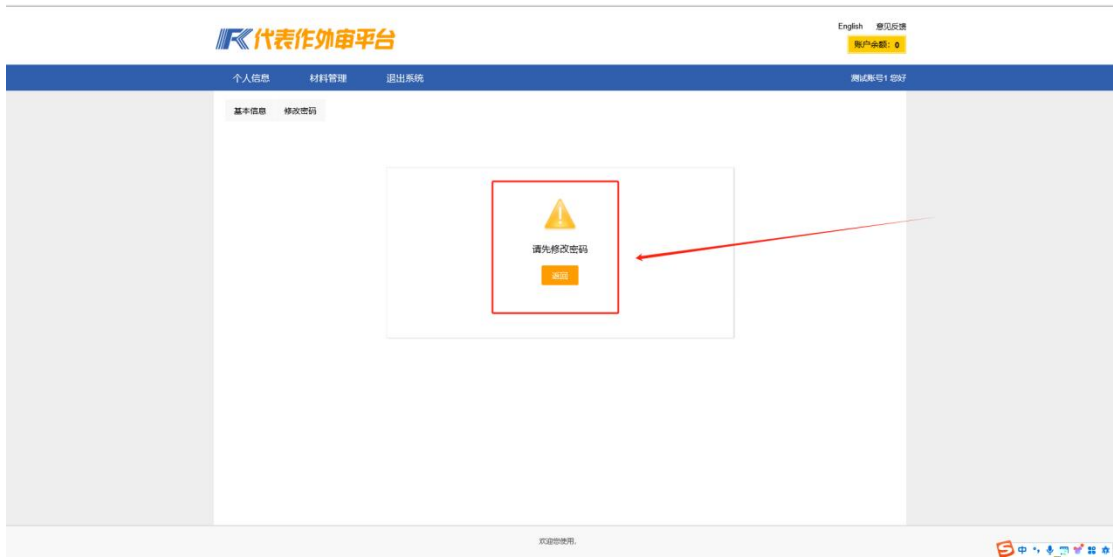 English 意见反馈
代表作外审平台
账户余额：0
个人信息 材料管理 退出系统 测试账号1 您好
基本信息 修改密码
请先修改密码
返回
欢迎您使用。
中